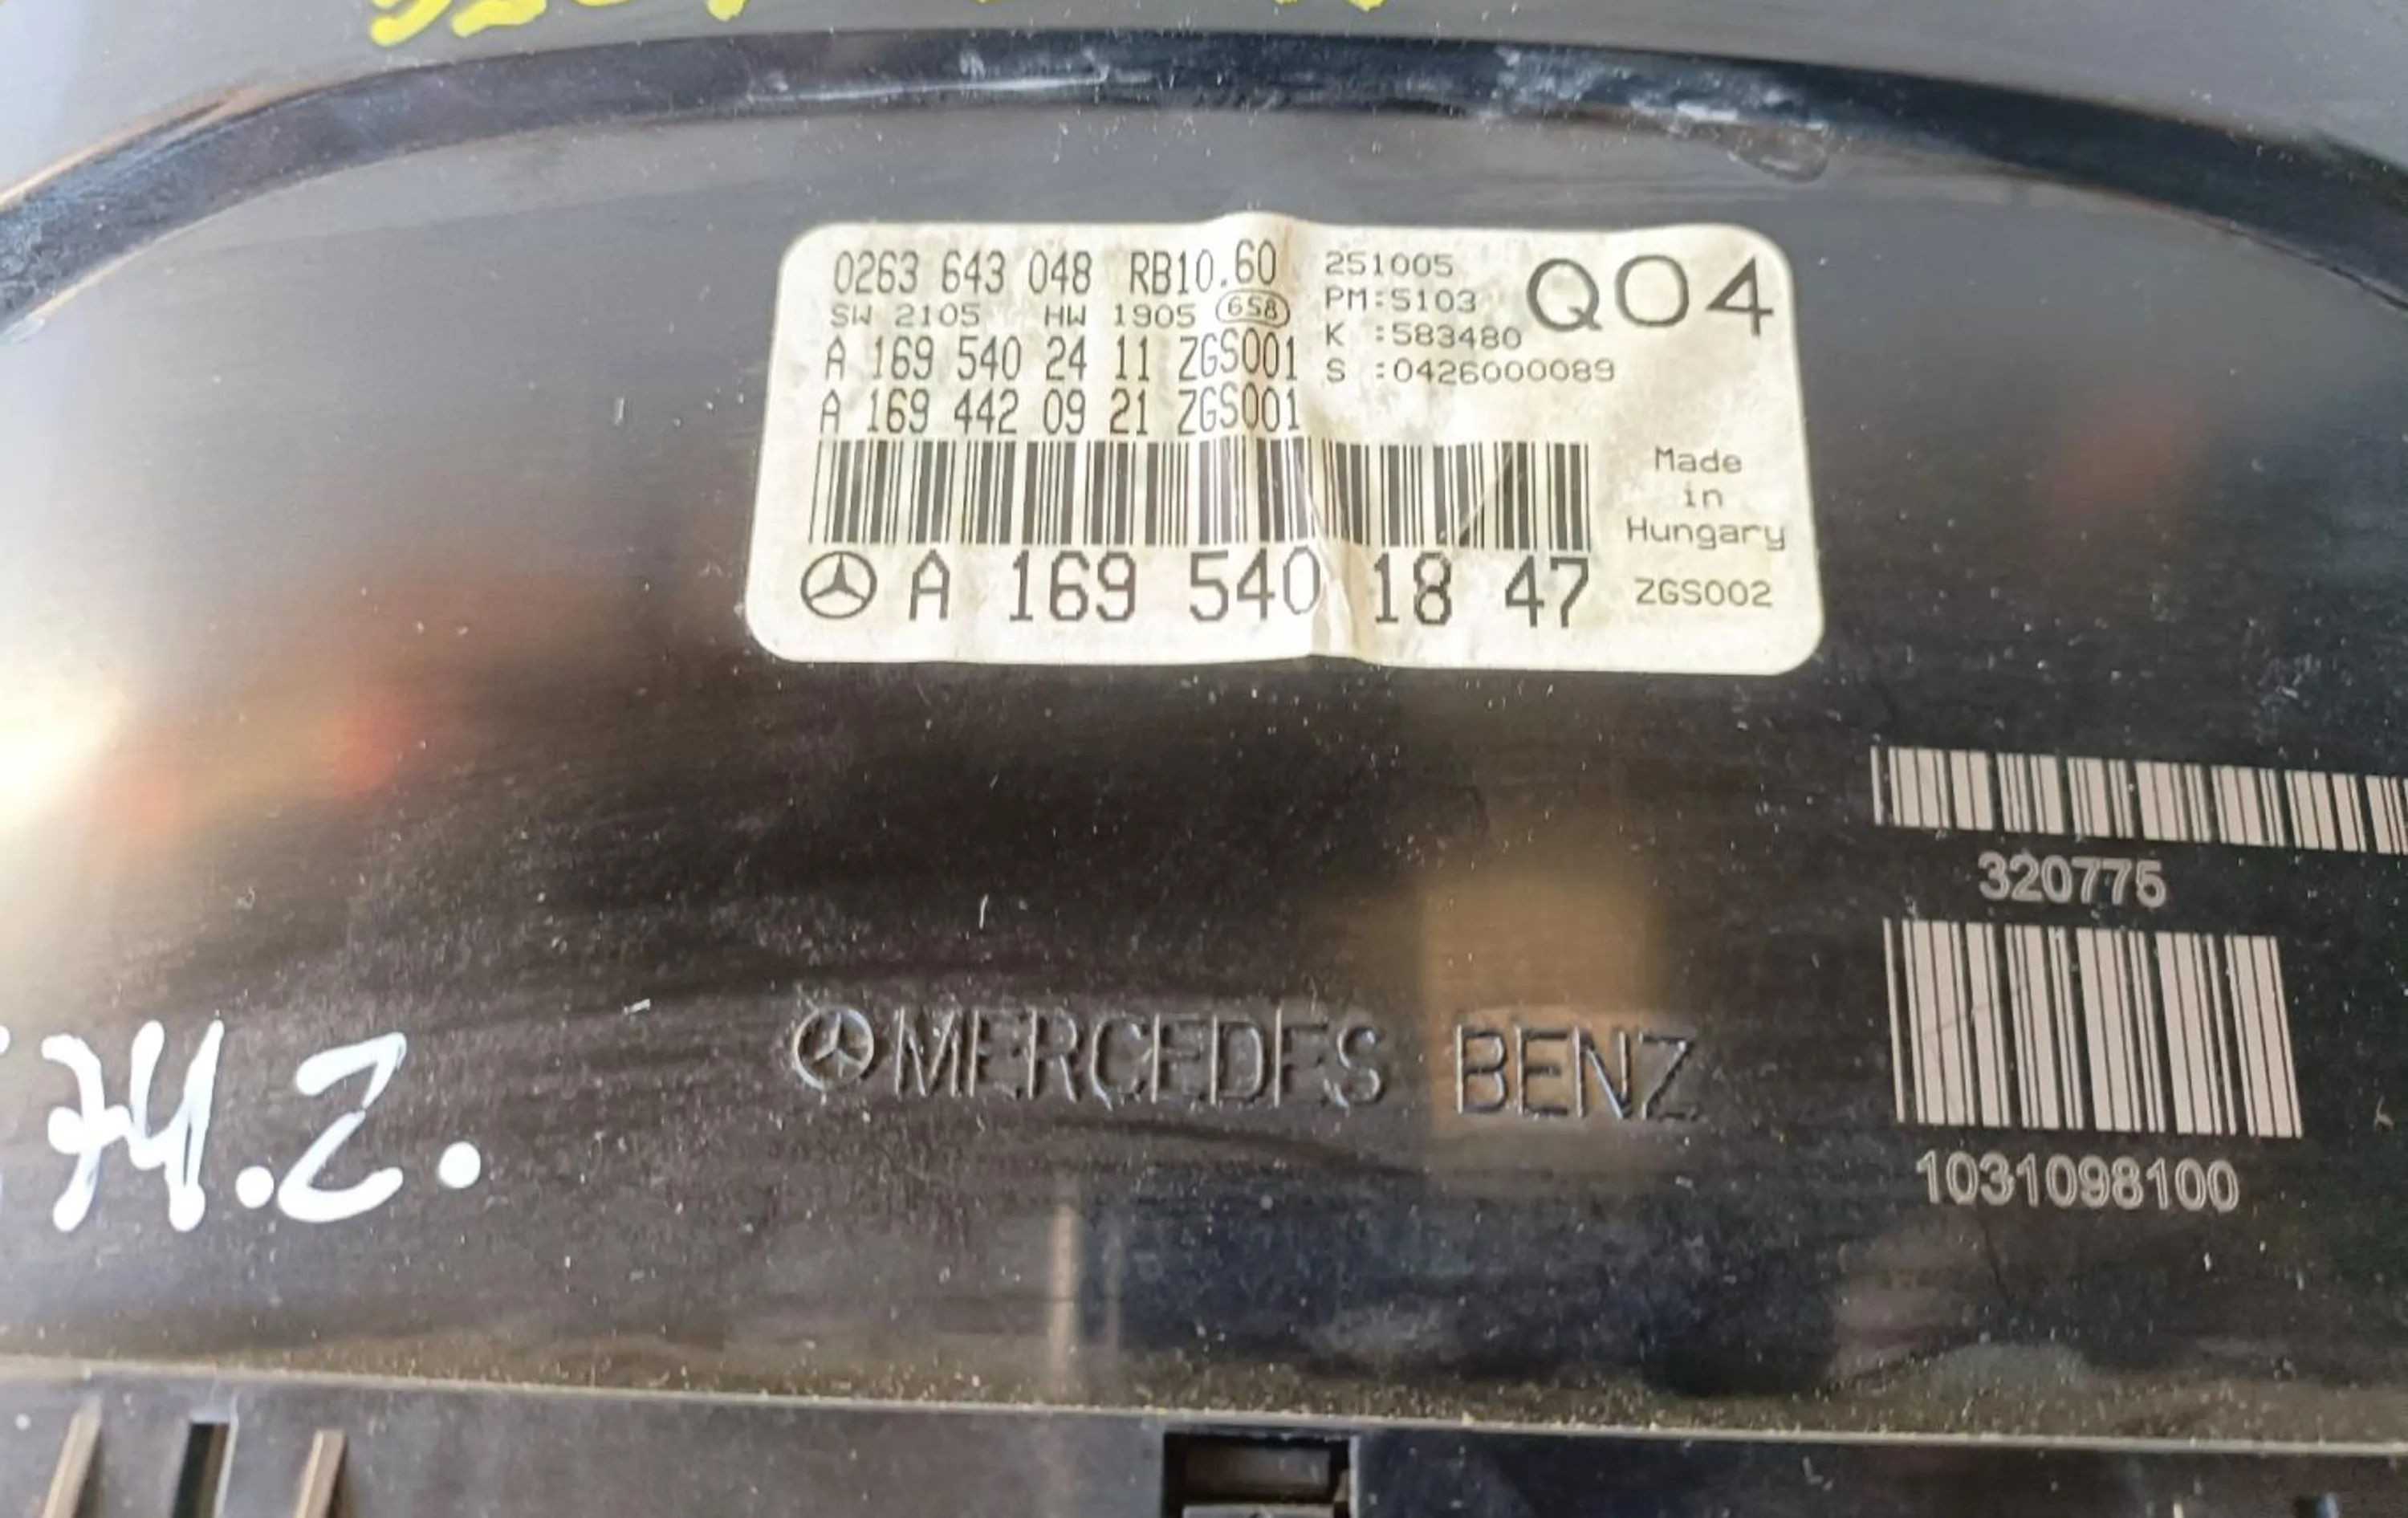 0263 643 048 RB10.60
SW 2105 HW 1905 6S8
A 169 540 24 11 ZGS001
A 169 442 09 21 ZGS001
251005
PM:5103
K :583480
S :0426000089
Q04
Made
in
Hungary
A 169 540 18 47
ZGS002
320775
MERCEDES BENZ
1031098100